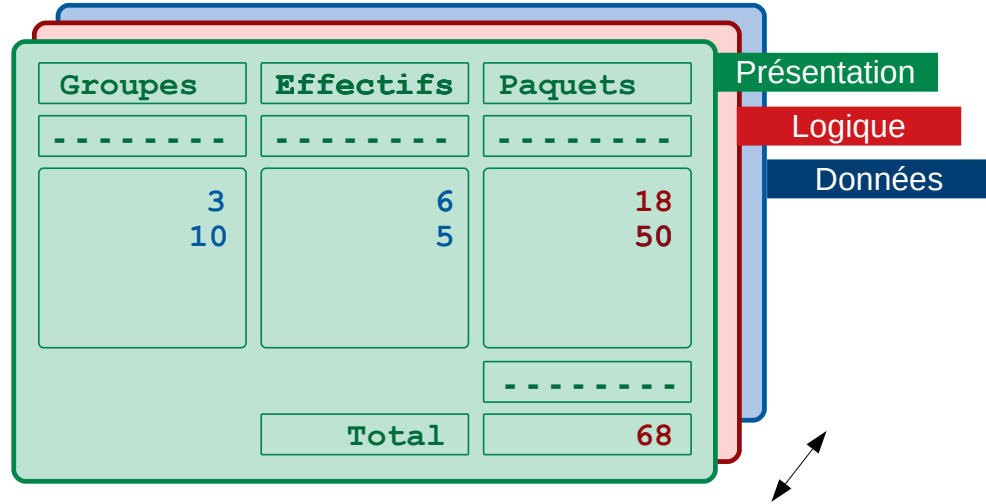 Présentation
Logique
Données
Groupes Effectifs Paquets
-------- -------- --------
3 6 18
10 5 50
--------
Total 68